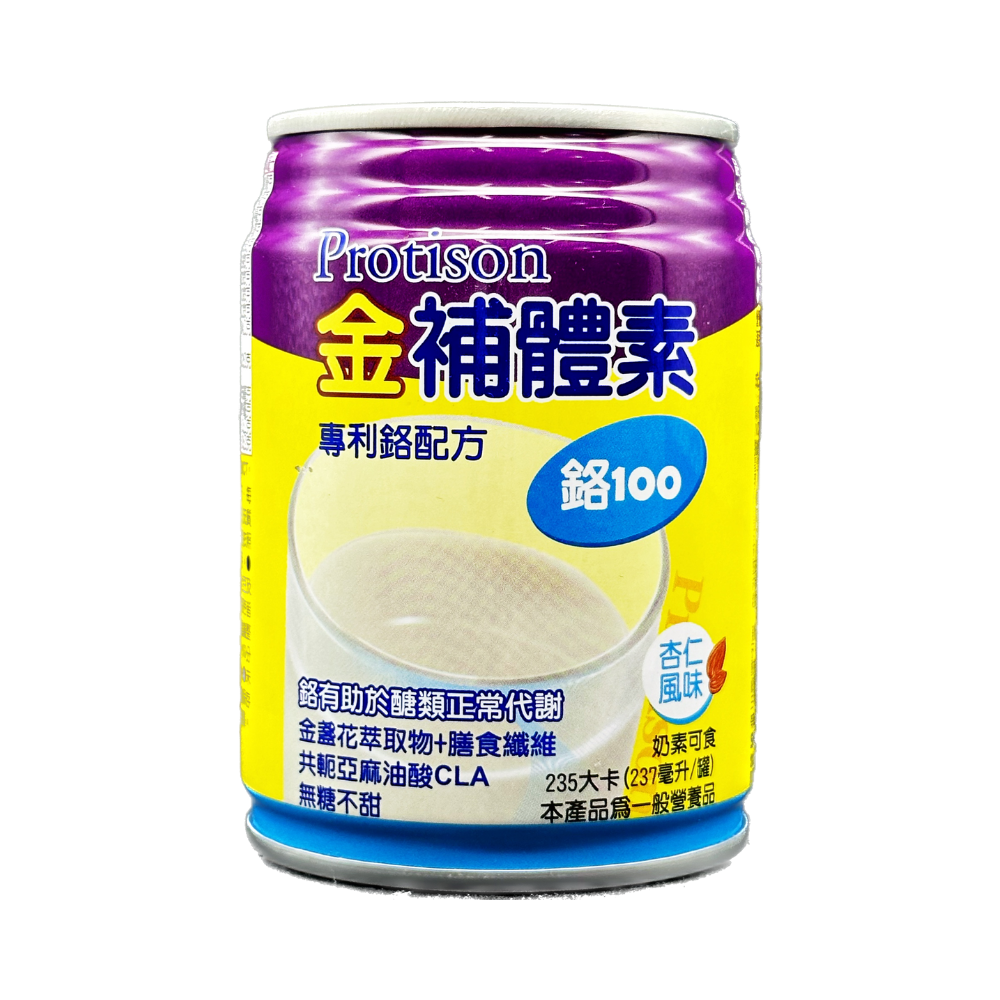 Protison
金補體素
專利鉻配方
鉻100
杏仁
風味
鉻有助於醣類正常代謝
金盞花萃取物+膳食纖維
共軛亞麻油酸CLA
無糖不甜
奶素可食
235大卡(237毫升/罐)
本產品為一般營養品